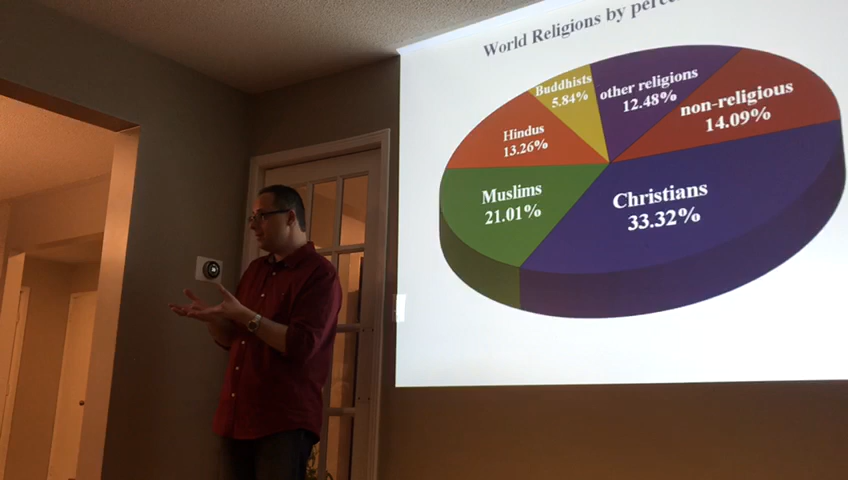 World Religions by
Buddhists
5.84%
other religions
12.48%
non-religious
14.09%
Hindus
13.26%
Muslims
21.01%
Christians
33.32%